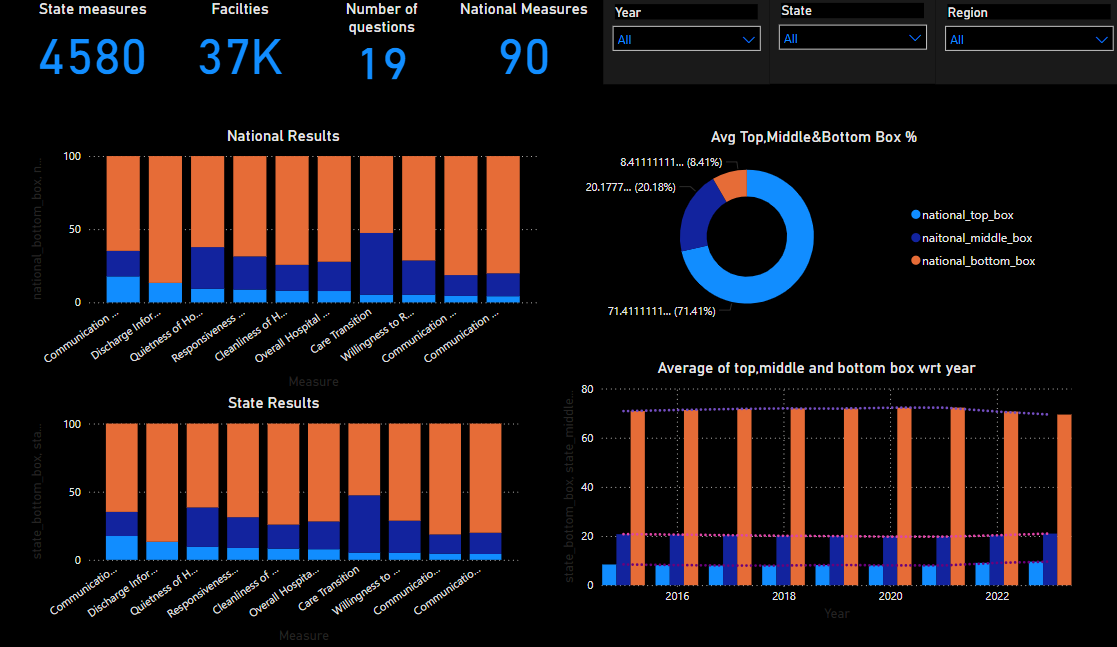 State measures
4580
Facilties
37K
Number of
questions
19
National Measures
90
Year
All
State
All
Region
All
National Results
national_bottom_box, n...
100
50
0
Communication ...
Discharge Infor...
Quietness of Ho...
Responsiveness ...
Cleanliness of H...
Overall Hospital ...
Care Transition
Willingness to R...
Communication ...
Communication ...
Measure
Avg Top,Middle&Bottom Box %
8.41111111... (8.41%)
20.1777... (20.18%)
71.4111111... (71.41%)
national_top_box
naitonal_middle_box
national_bottom_box
State Results
state_bottom_box, sta...
100
50
0
Communicatio...
Discharge Infor...
Quietness of H...
Responsiveness...
Cleanliness of ...
Overall Hospita...
Care Transition
Willingness to ...
Communicatio...
Communicatio...
Measure
Average of top,middle and bottom box wrt year
state_bottom_box, state_middle...
80
60
40
20
0
2016
2018
2020
2022
Year